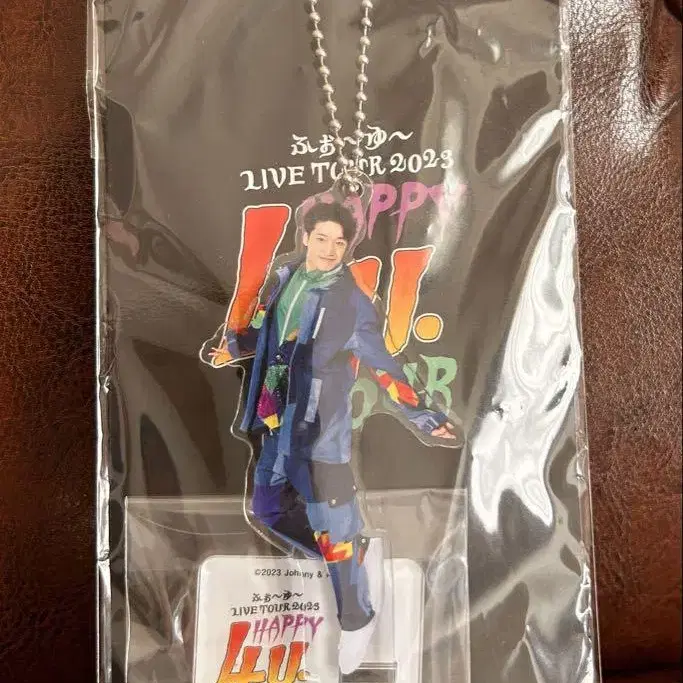 ふぉ〜ゆ〜
LIVE TOUR 2023
HAPPY
4U.
TOUR
©2023 Johnny &
ふぉ〜ゆ〜
LIVE TOUR 2023
HAPPY
4U.